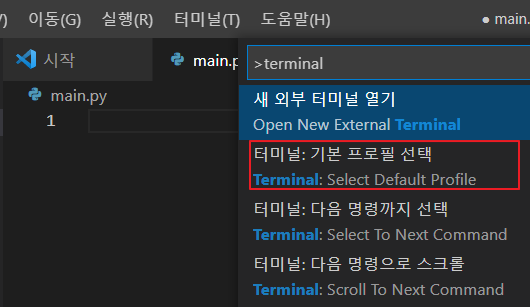 이동(G) 실행(R) 터미널(T) 도움말(H) ● main.
시작 main.p
>terminal
main.py
1
새 외부 터미널 열기
Open New External Terminal
터미널: 기본 프로필 선택
Terminal: Select Default Profile
터미널: 다음 명령까지 선택
Terminal: Select To Next Command
터미널: 다음 명령으로 스크롤
Terminal: Scroll To Next Command